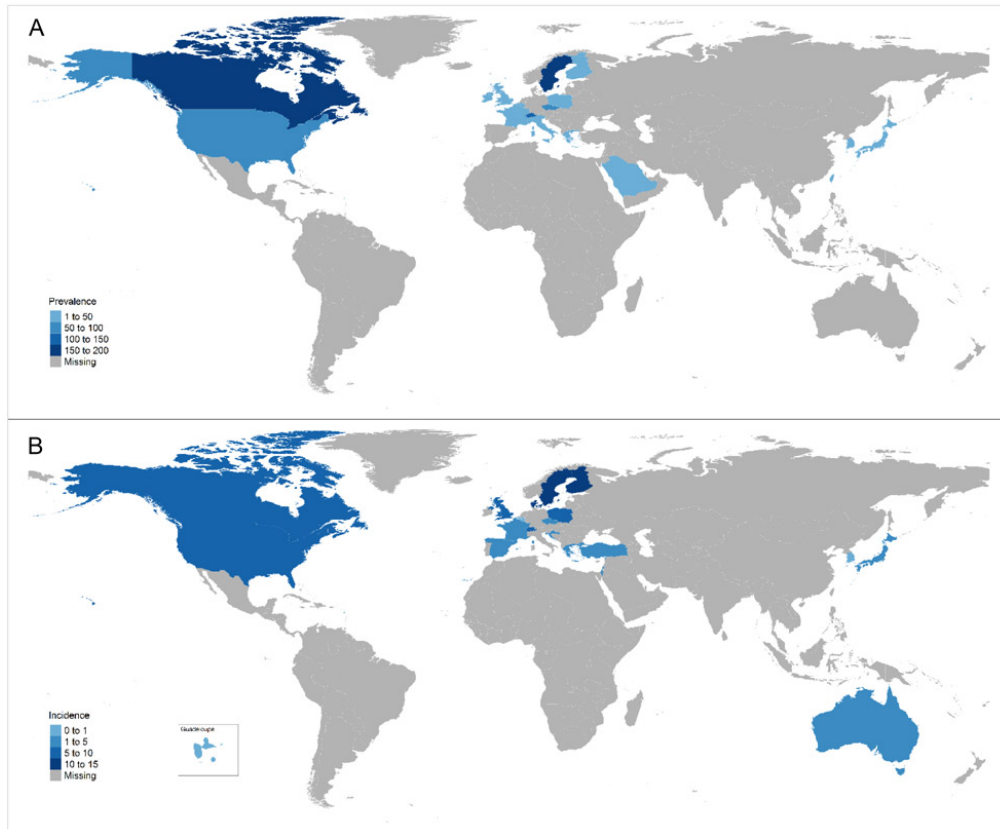 A
Prevalence
1 to 50
50 to 100
100 to 150
150 to 200
Missing
B
Incidence
0 to 1
1 to 5
5 to 10
10 to 15
Missing
Guadeloupe